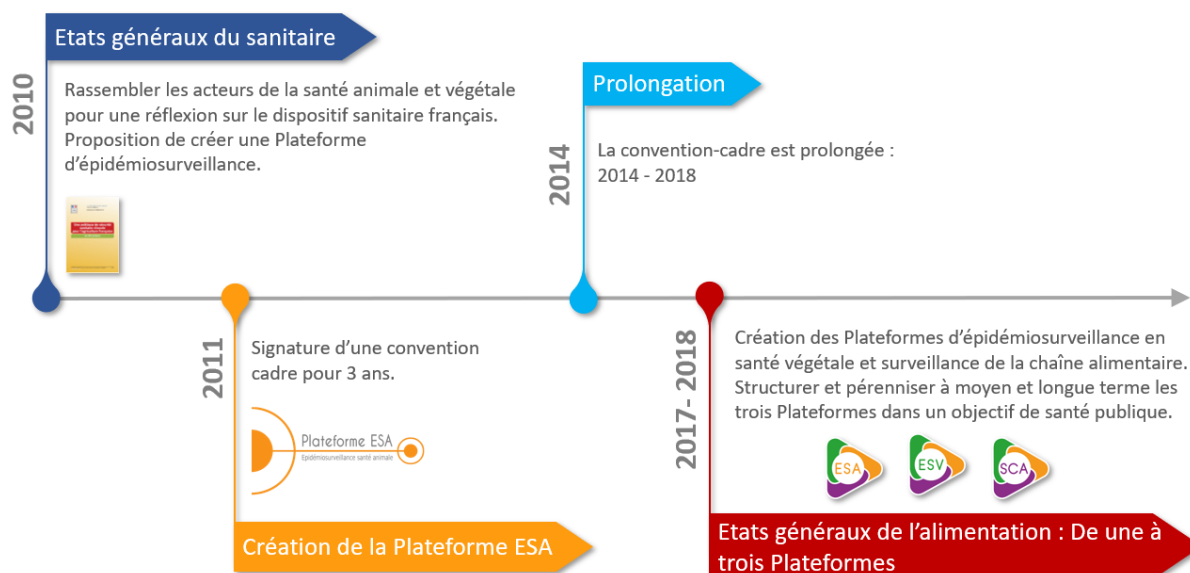 Etats généraux du sanitaire
2010
Rassembler les acteurs de la santé animale et végétale
pour une réflexion sur le dispositif sanitaire français.
Proposition de créer une Plateforme
d'épidémiosurveillance.
2011
Signature d'une convention
cadre pour 3 ans.
Plateforme ESA
Epidémiosurveillance santé animale
Création de la Plateforme ESA
Prolongation
2014
La convention-cadre est prolongée :
2014 - 2018
2017- 2018
Création des Plateformes d'épidémiosurveillance en
santé végétale et surveillance de la chaîne alimentaire.
Structurer et pérenniser à moyen et longue terme les
trois Plateformes dans un objectif de santé publique.
ESA
ESV
SCA
Etats généraux de l'alimentation : De une à
trois Plateformes